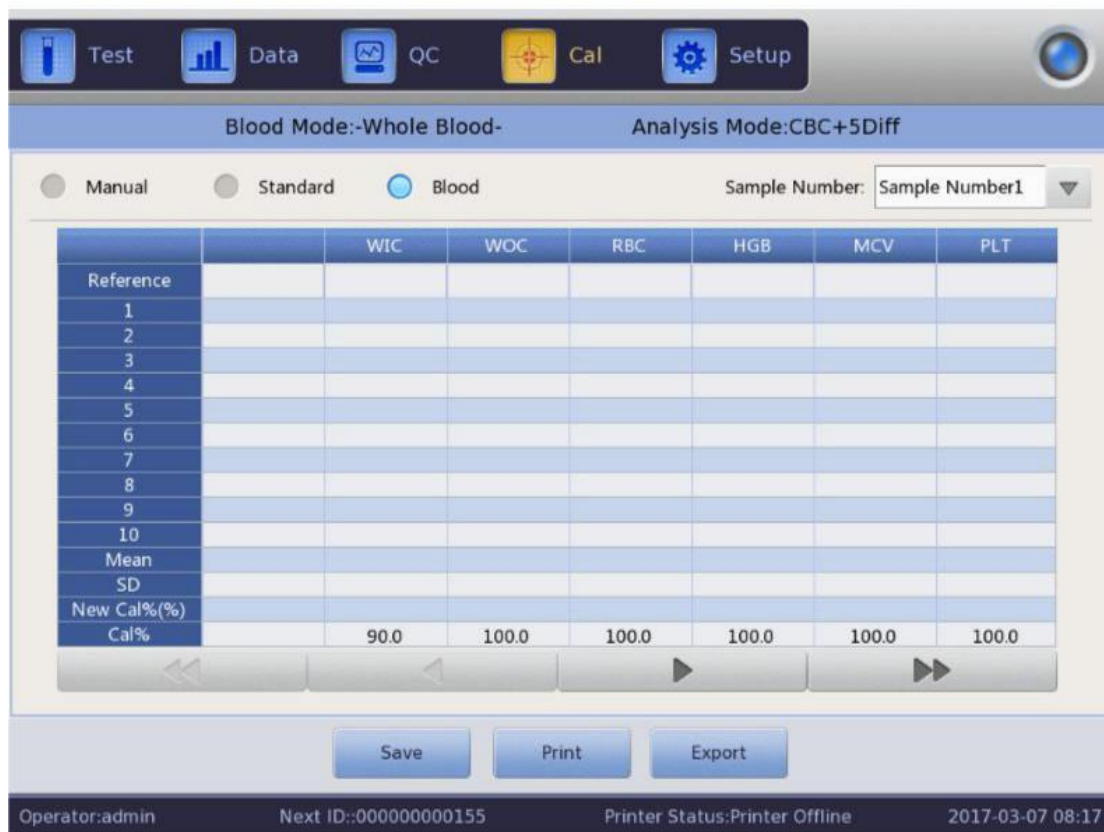 Test Data QC Cal Setup
Blood Mode:-Whole Blood- Analysis Mode:CBC+5Diff
Manual Standard Blood Sample Number: Sample Number1
WIC WOC RBC HGB MCV PLT
Reference
1
2
3
4
5
6
7
8
9
10
Mean
SD
New Cal%(%)
Cal% 90.0 100.0 100.0 100.0 100.0 100.0
Save Print Export
Operator:admin Next ID::000000000155 Printer Status:Printer Offline 2017-03-07 08:17